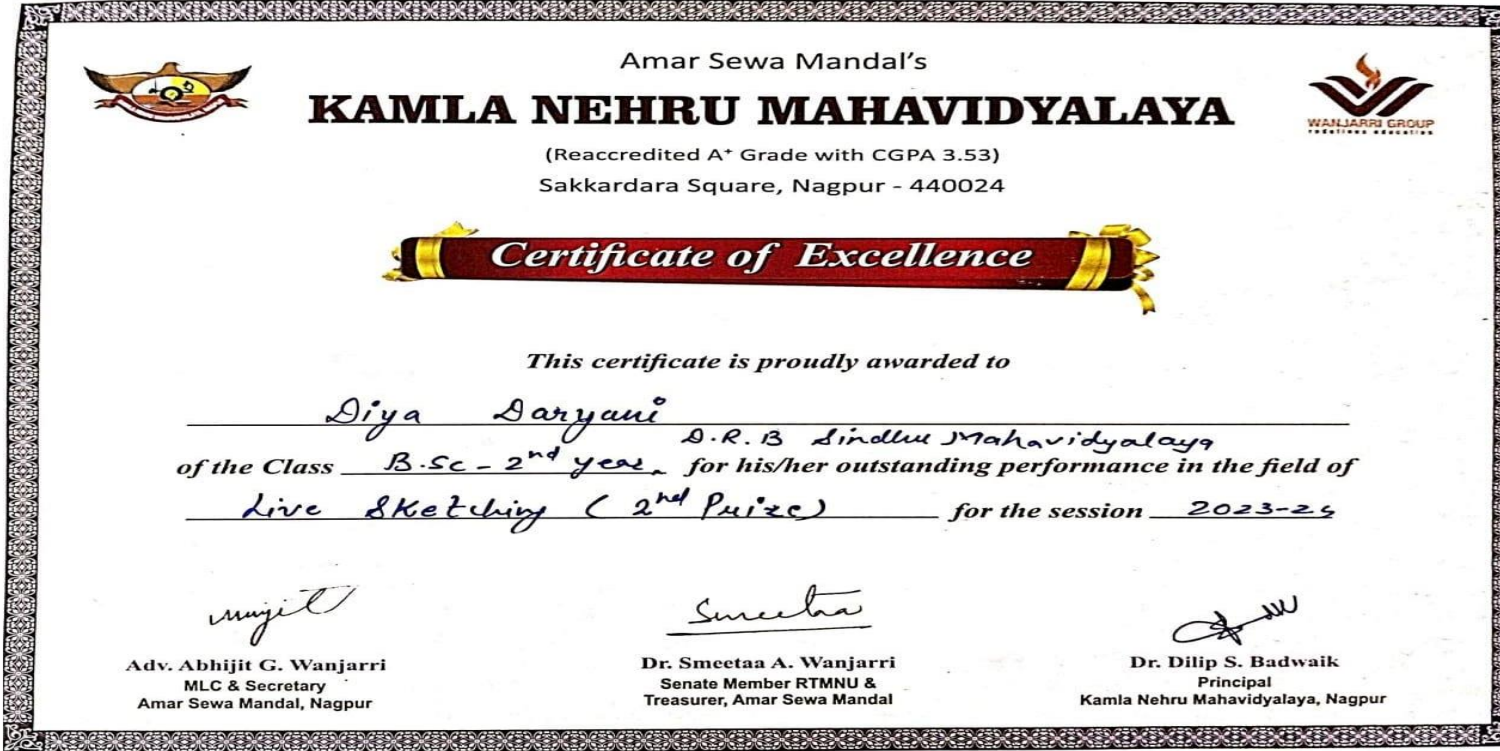 Amar Sewa Mandal's
KAMLA NEHRU MAHAVIDYALAYA
WANJARRI GROUP
redefines education
(Reaccredited A⁺ Grade with CGPA 3.53)
Sakkardara Square, Nagpur - 440024
Certificate of Excellence
This certificate is proudly awarded to
Diya Daryani
D.R.B Sindhu Mahavidyalaya
of the Class B.Sc - 2nd year for his/her outstanding performance in the field of
Live Sketching (2nd Prize) for the session 2023-24
Smeetaa
Adv. Abhijit G. Wanjarri
MLC & Secretary
Amar Sewa Mandal, Nagpur
Dr. Smeetaa A. Wanjarri
Senate Member RTMNU &
Treasurer, Amar Sewa Mandal
Dr. Dilip S. Badwaik
Principal
Kamla Nehru Mahavidyalaya, Nagpur